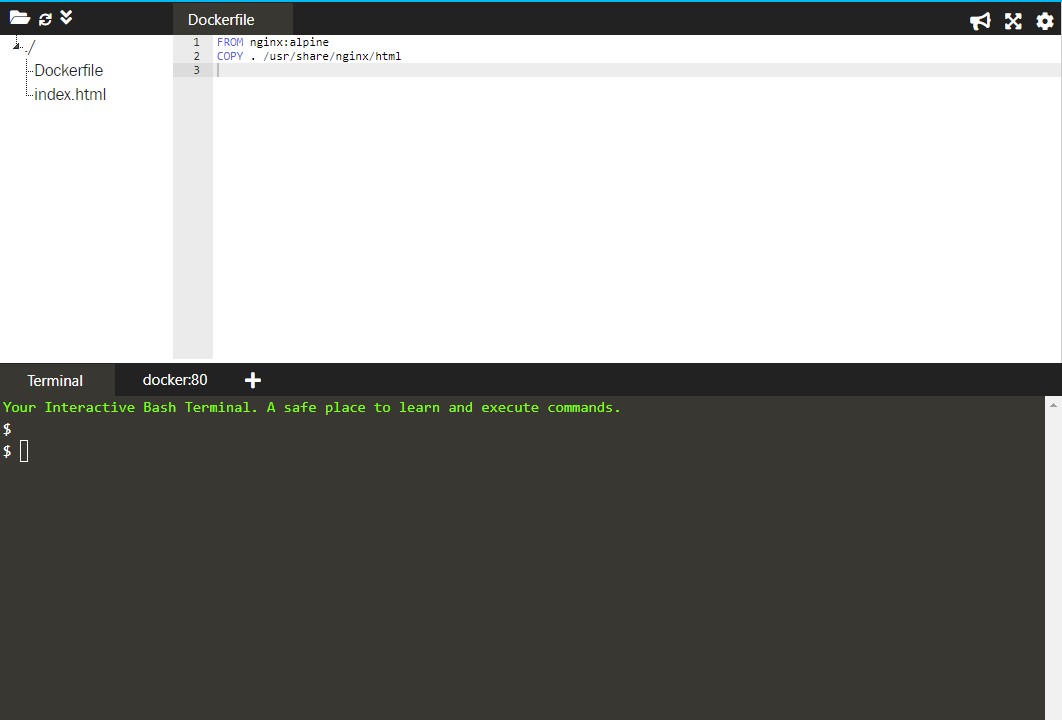 Dockerfile
./
Dockerfile
index.html
1 FROM nginx:alpine
2 COPY . /usr/share/nginx/html
3
Terminal docker:80
Your Interactive Bash Terminal. A safe place to learn and execute commands.
$
$